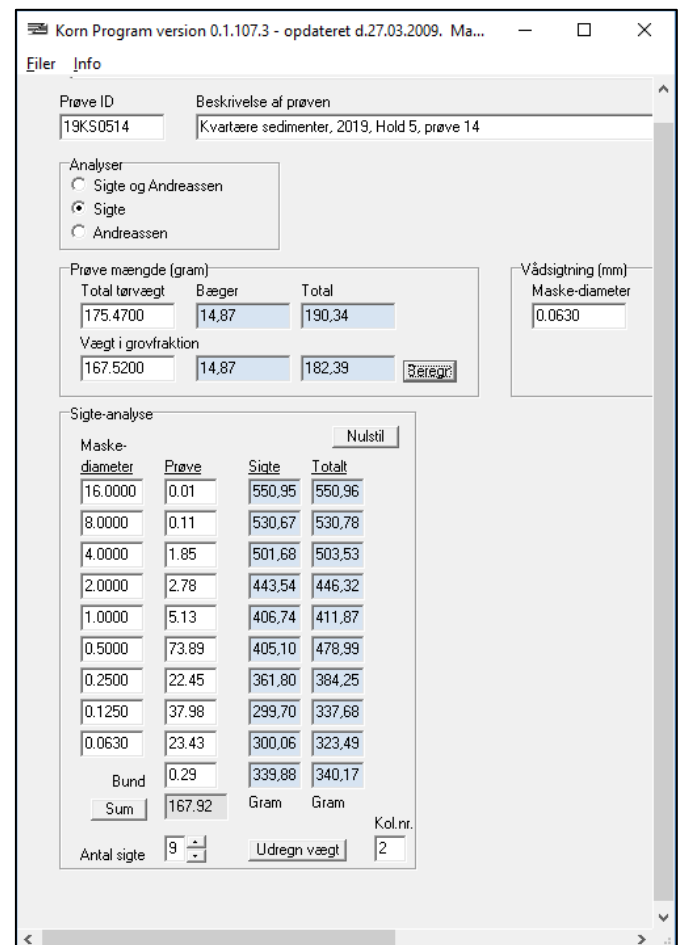 Korn Program version 0.1.107.3 - opdateret d.27.03.2009. Ma...
Filer Info
Prøve ID Beskrivelse af prøven
19KS0514 Kvartære sedimenter, 2019, Hold 5, prøve 14
Analyser
Sigte og Andreassen
Sigte
Andreassen
Prøve mængde (gram) Vådsigtning (mm)
Total tørvægt Bæger Total Maske-diameter
175.4700 14,87 190,34 0.0630
Vægt i grovfraktion
167.5200 14,87 182,39 Beregn
Sigte-analyse
Nulstil
Maske-
diameter Prøve Sigte Totalt
16.0000 0.01 550,95 550,96
8.0000 0.11 530,67 530,78
4.0000 1.85 501,68 503,53
2.0000 2.78 443,54 446,32
1.0000 5.13 406,74 411,87
0.5000 73.89 405,10 478,99
0.2500 22.45 361,80 384,25
0.1250 37.98 299,70 337,68
0.0630 23.43 300,06 323,49
Bund 0.29 339,88 340,17
Sum 167.92 Gram Gram
Kol.nr.
Antal sigte 9 Udregn vægt 2